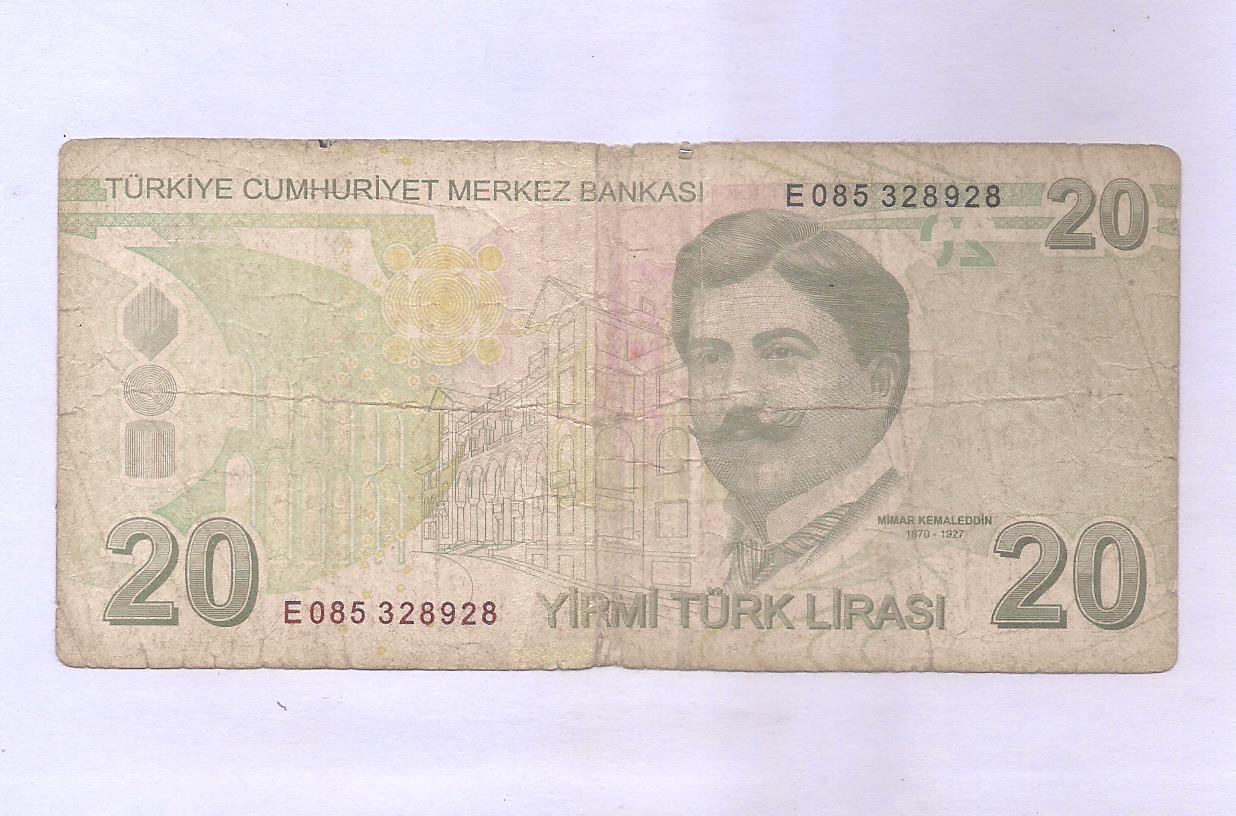 TÜRKİYE CUMHURİYET MERKEZ BANKASI
E085 328928
20
MİMAR KEMALEDDİN
1870 - 1927
20
E085 328928
YİRMİ TÜRK LİRASI
20